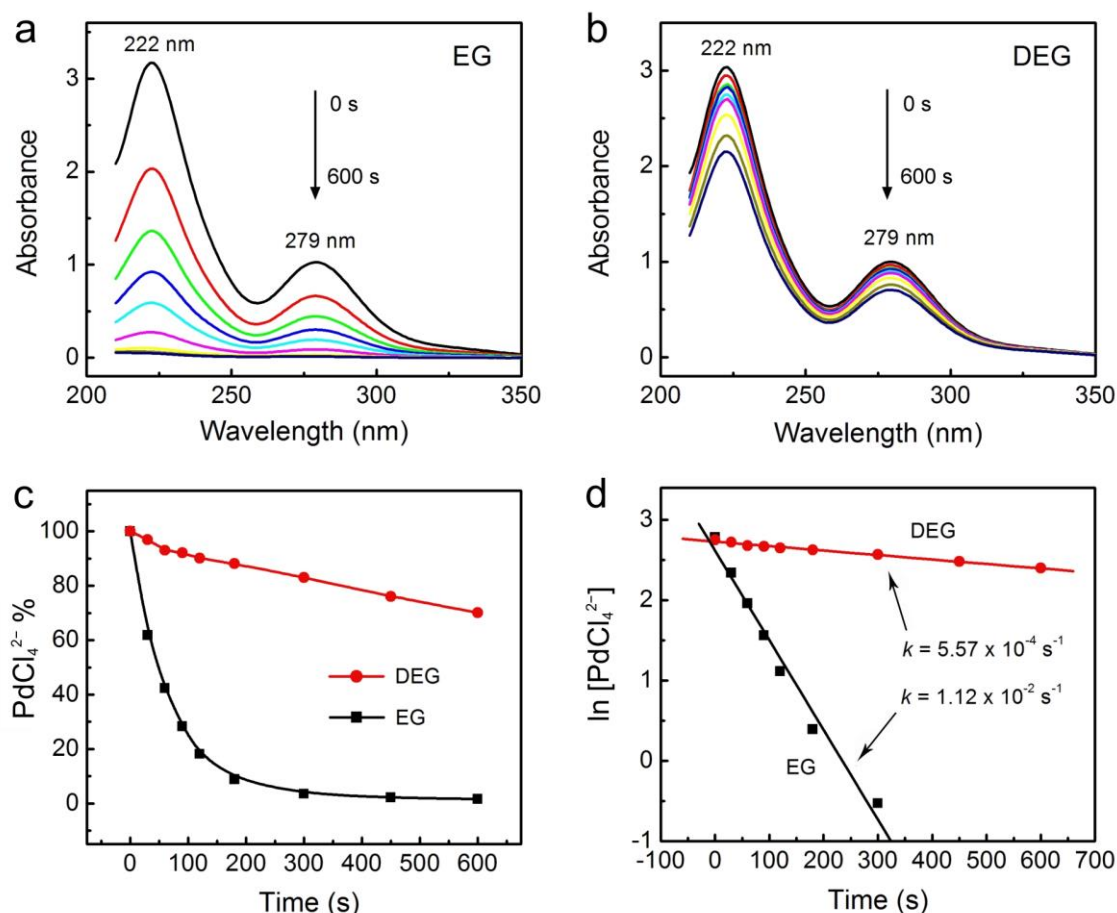 a
222 nm
EG
0 s
600 s
279 nm
Absorbance
3
2
1
0
200 250 300 350
Wavelength (nm)
b
222 nm
DEG
0 s
600 s
279 nm
Absorbance
3
2
1
0
200 250 300 350
Wavelength (nm)
c
PdCl₄²⁻ %
100
80
60
40
20
0
DEG
EG
0 100 200 300 400 500 600
Time (s)
d
ln [PdCl₄²⁻]
3
2
1
0
-1
DEG
k = 5.57 x 10⁻⁴ s⁻¹
k = 1.12 x 10⁻² s⁻¹
EG
-100 0 100 200 300 400 500 600 700
Time (s)